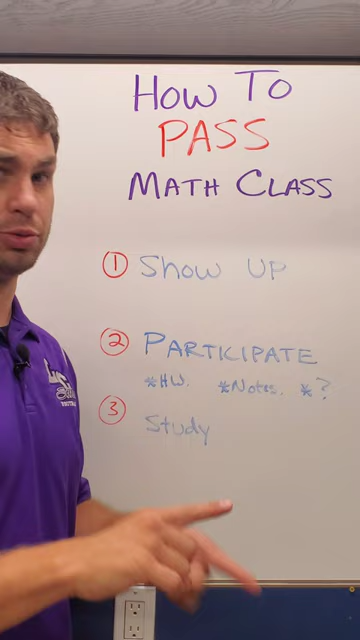 How To
PASS
MATH CLASS
1 Show Up
2 PARTICIPATE
*HW. *Notes. *?
3 Study